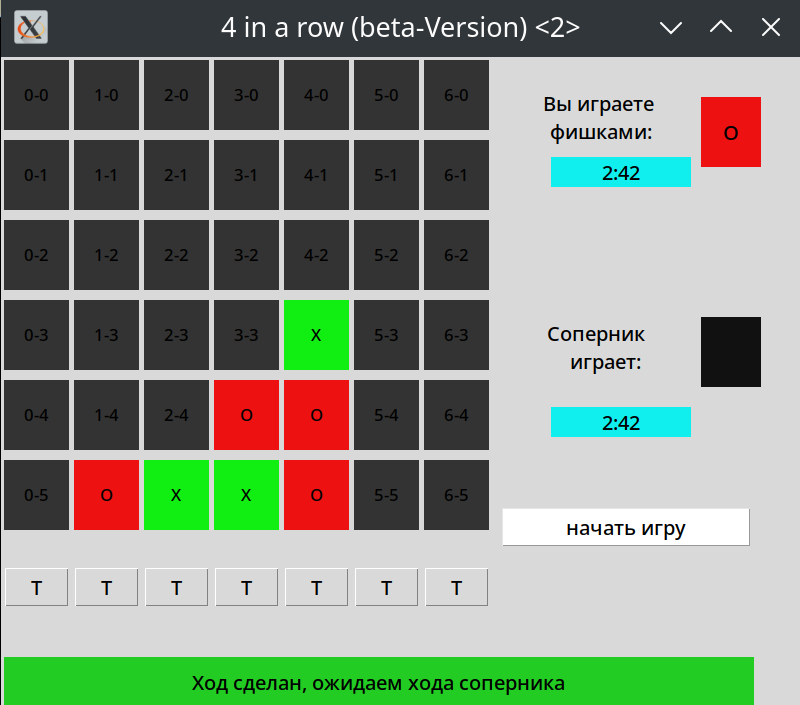 4 in a row (beta-Version) <2>
0-0 1-0 2-0 3-0 4-0 5-0 6-0
0-1 1-1 2-1 3-1 4-1 5-1 6-1
0-2 1-2 2-2 3-2 4-2 5-2 6-2
0-3 1-3 2-3 3-3 X 5-3 6-3
0-4 1-4 2-4 O O 5-4 6-4
0-5 O X X O 5-5 6-5
T T T T T T T
Вы играете
фишками:
O
2:42
Соперник
играет:
2:42
начать игру
Ход сделан, ожидаем хода соперника